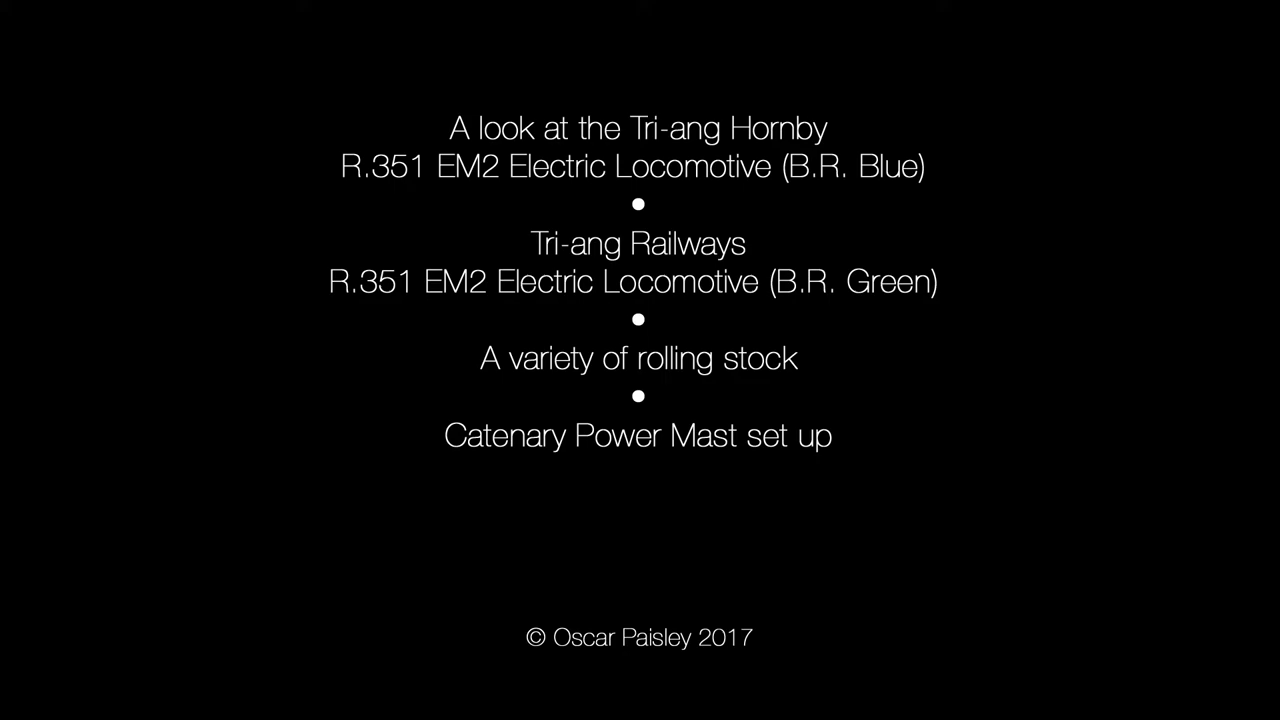 A look at the Tri-ang Hornby
R.351 EM2 Electric Locomotive (B.R. Blue)
•
Tri-ang Railways
R.351 EM2 Electric Locomotive (B.R. Green)
•
A variety of rolling stock
•
Catenary Power Mast set up
© Oscar Paisley 2017